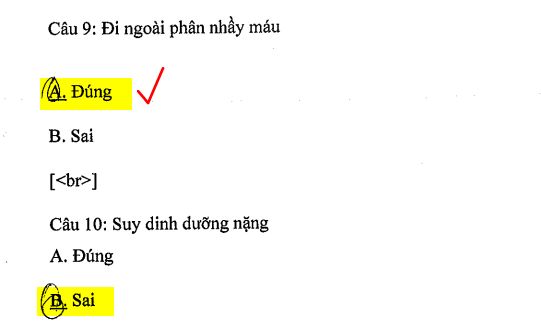 Câu 9: Đi ngoài phân nhầy máu
A. Đúng
B. Sai
[<br>]
Câu 10: Suy dinh dưỡng nặng
A. Đúng
B. Sai